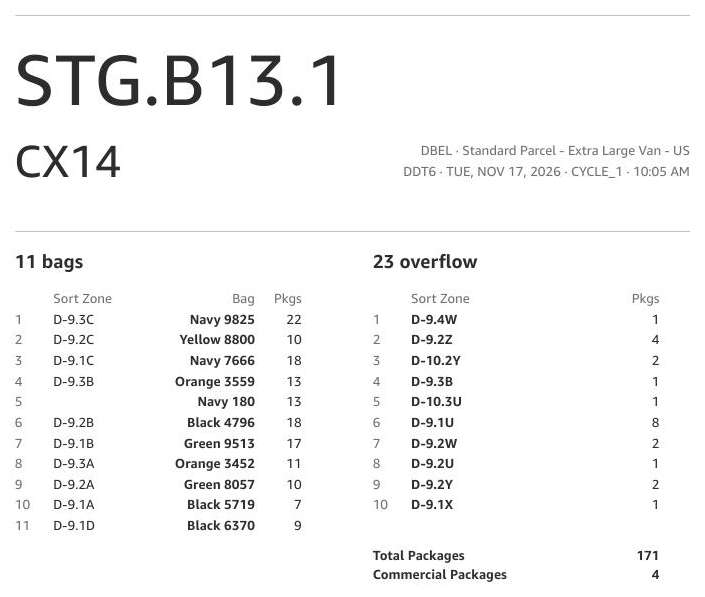 STG.B13.1
CX14
DBEL · Standard Parcel - Extra Large Van - US
DDT6 · TUE, NOV 17, 2026 · CYCLE_1 · 10:05 AM
11 bags
Sort Zone Bag Pkgs
1 D-9.3C Navy 9825 22
2 D-9.2C Yellow 8800 10
3 D-9.1C Navy 7666 18
4 D-9.3B Orange 3559 13
5 Navy 180 13
6 D-9.2B Black 4796 18
7 D-9.1B Green 9513 17
8 D-9.3A Orange 3452 11
9 D-9.2A Green 8057 10
10 D-9.1A Black 5719 7
11 D-9.1D Black 6370 9
23 overflow
Sort Zone Pkgs
1 D-9.4W 1
2 D-9.2Z 4
3 D-10.2Y 2
4 D-9.3B 1
5 D-10.3U 1
6 D-9.1U 8
7 D-9.2W 2
8 D-9.2U 1
9 D-9.2Y 2
10 D-9.1X 1
Total Packages 171
Commercial Packages 4